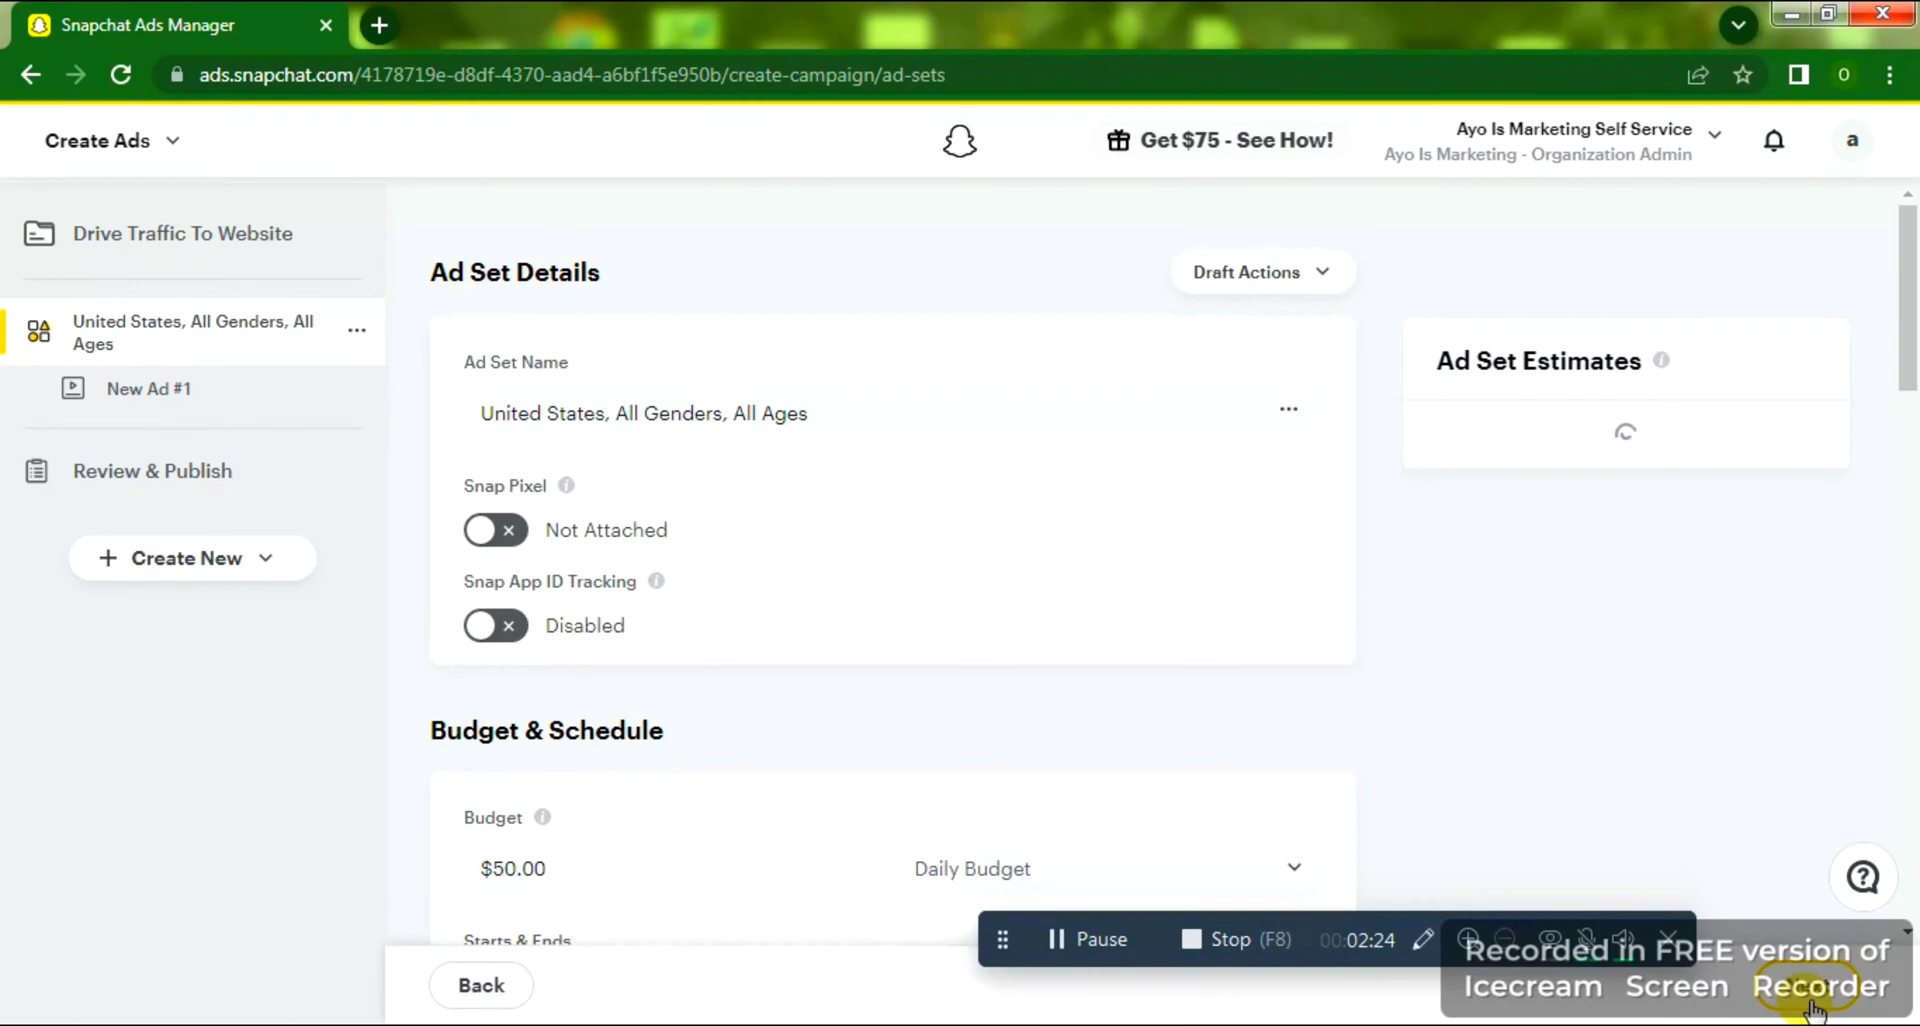 Snapchat Ads Manager
ads.snapchat.com/4178719e-d8df-4370-aad4-a6bf1f5e950b/create-campaign/ad-sets
O
Create Ads
Get $75 - See How!
Ayo Is Marketing Self Service
Ayo Is Marketing - Organization Admin
a
Drive Traffic To Website
United States, All Genders, All
Ages
New Ad #1
Review & Publish
+ Create New
Ad Set Details
Draft Actions
Ad Set Name
United States, All Genders, All Ages
Snap Pixel
Not Attached
Snap App ID Tracking
Disabled
Ad Set Estimates
Budget & Schedule
Budget
$50.00
Daily Budget
Starts & Ends
Back
Pause
Stop (F8)
00:02:24
Recorded in FREE version of
Icecream Screen Recorder